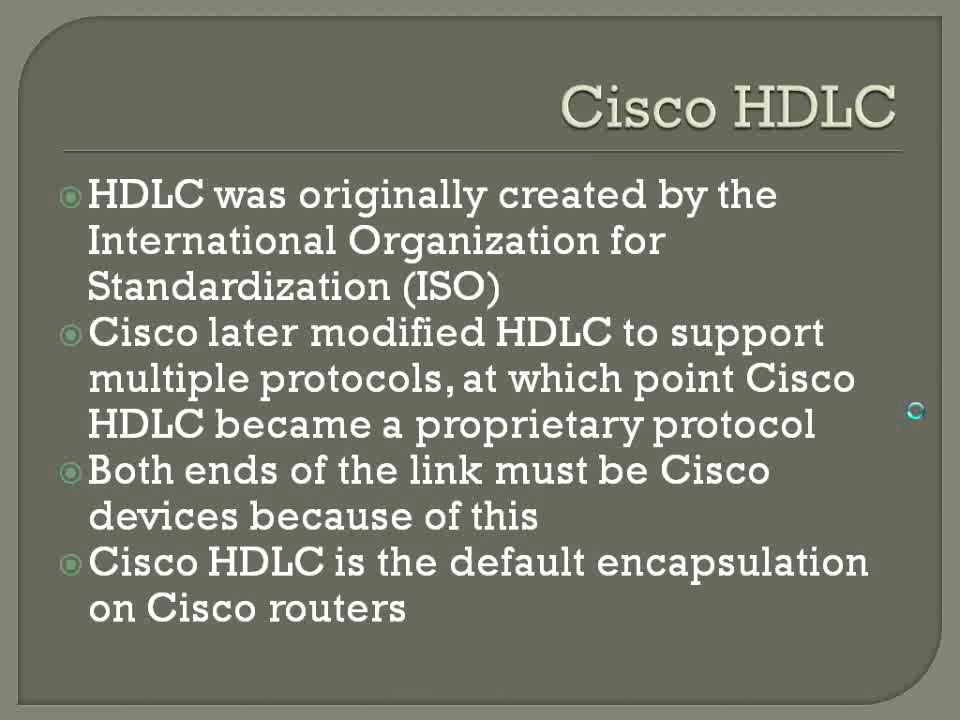 Cisco HDLC
HDLC was originally created by the
International Organization for
Standardization (ISO)
Cisco later modified HDLC to support
multiple protocols, at which point Cisco
HDLC became a proprietary protocol
Both ends of the link must be Cisco
devices because of this
Cisco HDLC is the default encapsulation
on Cisco routers